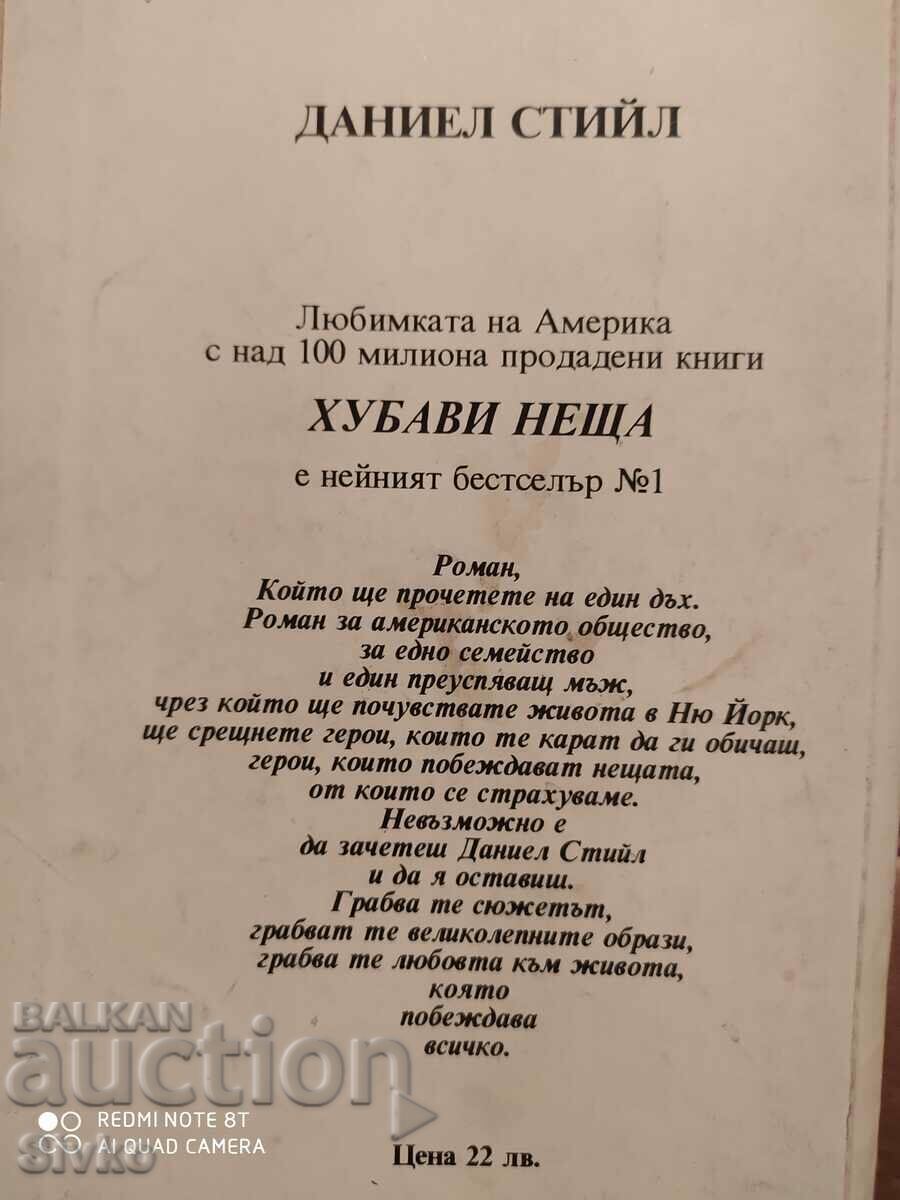 ДАНИЕЛ СТИЙЛ
Любимката на Америка
с над 100 милиона продадени книги
ХУБАВИ НЕЩА
е нейният бестселър №1
Роман,
Който ще прочетете на един дъх.
Роман за американското общество,
за едно семейство
и един преуспяващ мъж,
чрез който ще почувствате живота в Ню Йорк,
ще срещнете герои, които те карат да ги обичаш,
герои, които побеждават нещата,
от които се страхуваме.
Невъзможно е
да зачетеш Даниел Стийл
и да я оставиш.
Грабва те сюжетът,
грабват те великолепните образи,
грабва те любовта към живота,
която
побеждава
всичко.
BALKAN
auction
REDMI NOTE 8T
AI QUAD CAMERA
Sivko
Цена 22 лв.